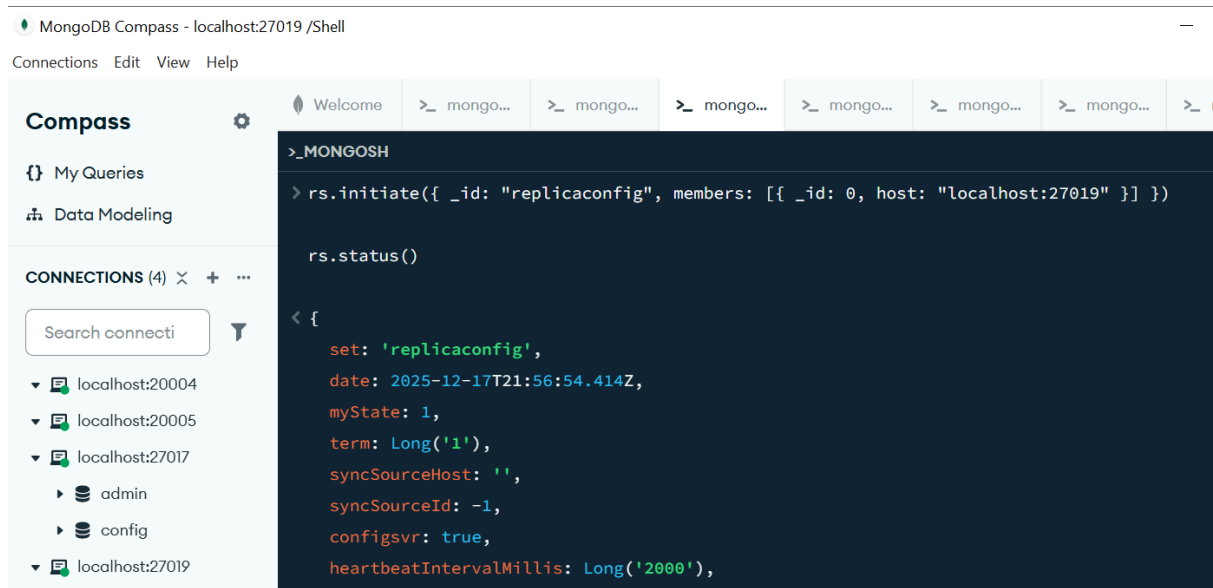 MongoDB Compass - localhost:27019 /Shell
Connections Edit View Help
Compass
My Queries
Data Modeling
CONNECTIONS (4)
Search connecti
localhost:20004
localhost:20005
localhost:27017
admin
config
localhost:27019
Welcome
>_ mongo...
>_ mongo...
>_ mongo...
>_ mongo...
>_ mongo...
>_ mongo...
>_
>_MONGOSH
> rs.initiate({ _id: "replicaconfig", members: [{ _id: 0, host: "localhost:27019" }] })
rs.status()
< {
set: 'replicaconfig',
date: 2025-12-17T21:56:54.414Z,
myState: 1,
term: Long('1'),
syncSourceHost: '',
syncSourceId: -1,
configsvr: true,
heartbeatIntervalMillis: Long('2000'),